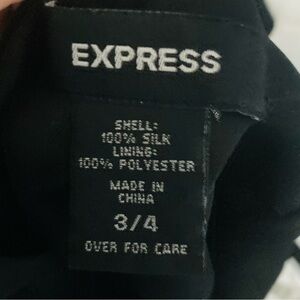 EXPRESS
SHELL:
100% SILK
LINING:
100% POLYESTER
MADE IN
CHINA
3/4
OVER FOR CARE